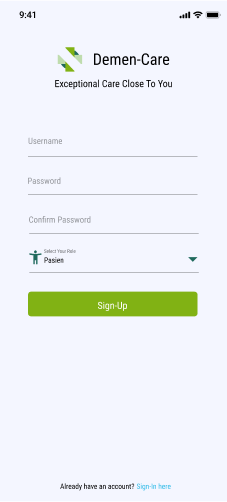 9:41
Demen-Care
Exceptional Care Close To You
Username
Password
Confirm Password
Select Your Role
Pasien
Sign-Up
Already have an account? Sign-In here